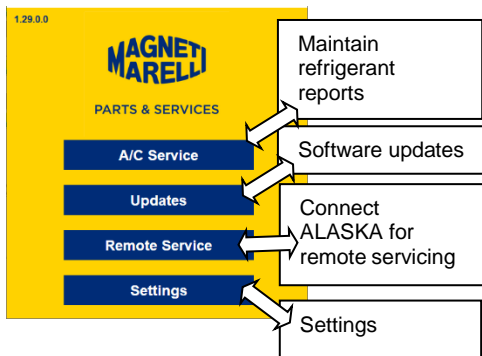 1.29.0.0
MAGNETI
MARELLI
PARTS & SERVICES
A/C Service
Updates
Remote Service
Settings
Maintain
refrigerant
reports
Software updates
Connect
ALASKA for
remote servicing
Settings